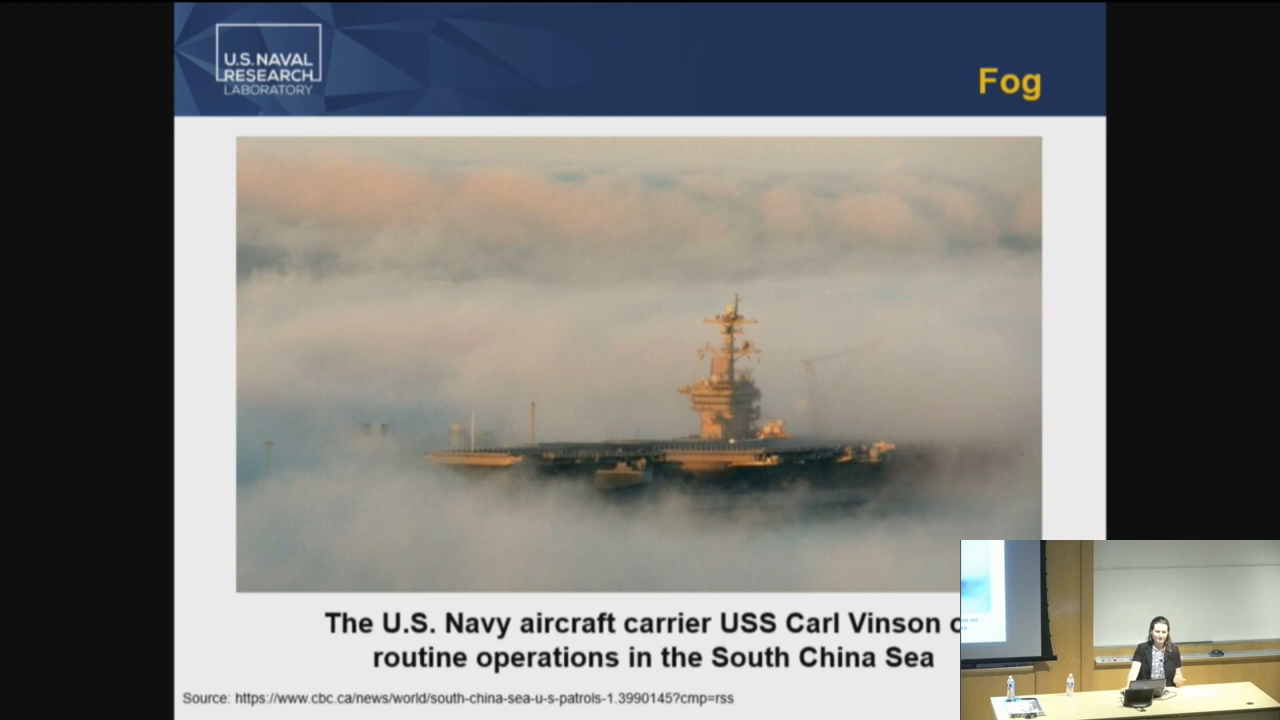 U.S. NAVAL
RESEARCH
LABORATORY
Fog
The U.S. Navy aircraft carrier USS Carl Vinson
routine operations in the South China Sea
Source: https://www.cbc.ca/news/world/south-china-sea-u-s-patrols-1.3990145?cmp=rss